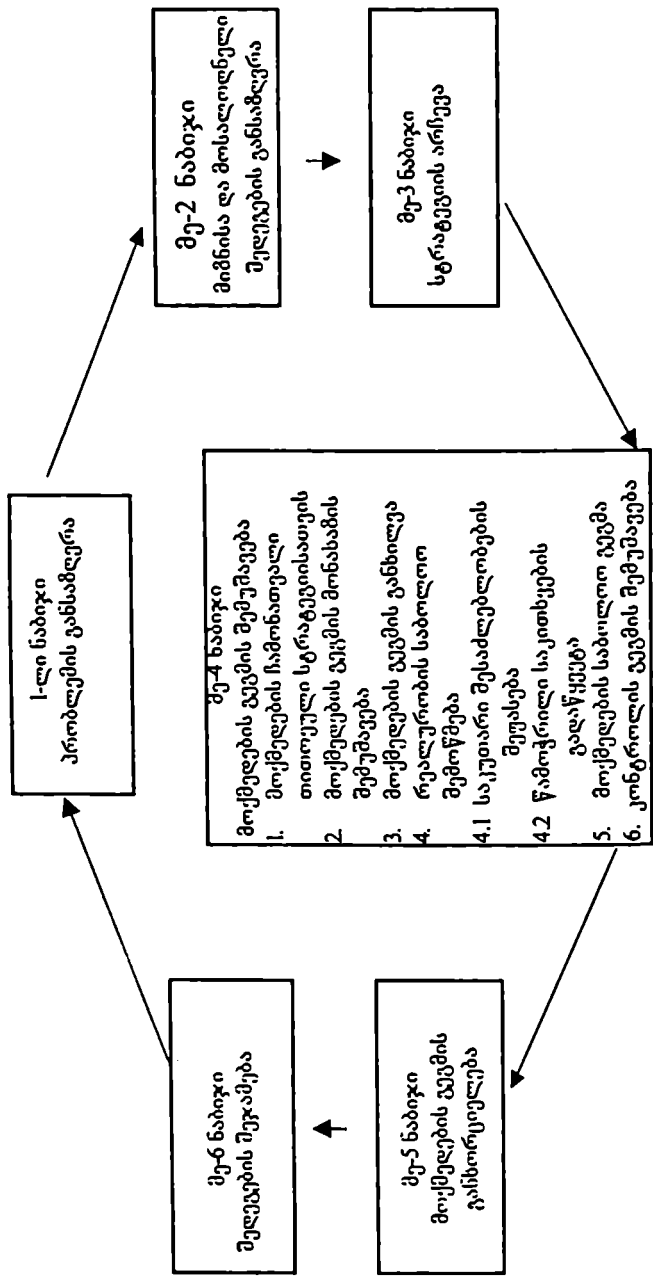 1-ლი ნაბიჯი
პრობლემის განსაზღვრა
მე-2 ნაბიჯი
მიზნისა და მოსალოდნელი
შედეგების განსაზღვრა
მე-3 ნაბიჯი
სტრატეგიის არჩევა
მე-4 ნაბიჯი
მოქმედების გეგმის შემუშავება
1. მოქმედების ჩამონათვალი
თითოეული სტრატეგიისათვის
2. მოქმედების გეგმის მონახაზის
შემუშავება
3. მოქმედების გეგმის განხილვა
4. რეალურობის საბოლოო
შემოწმება
4.1 საკუთარი შესაძლებლობების
შეფასება
4.2 წამოჭრილი საკითხების
გადაწყვეტა
5. მოქმედების საბოლოო გეგმა
6. კონტროლის გეგმის შემუშავება
მე-5 ნაბიჯი
მოქმედების გეგმის
განხორციელება
მე-6 ნაბიჯი
შედეგების შეჯამება